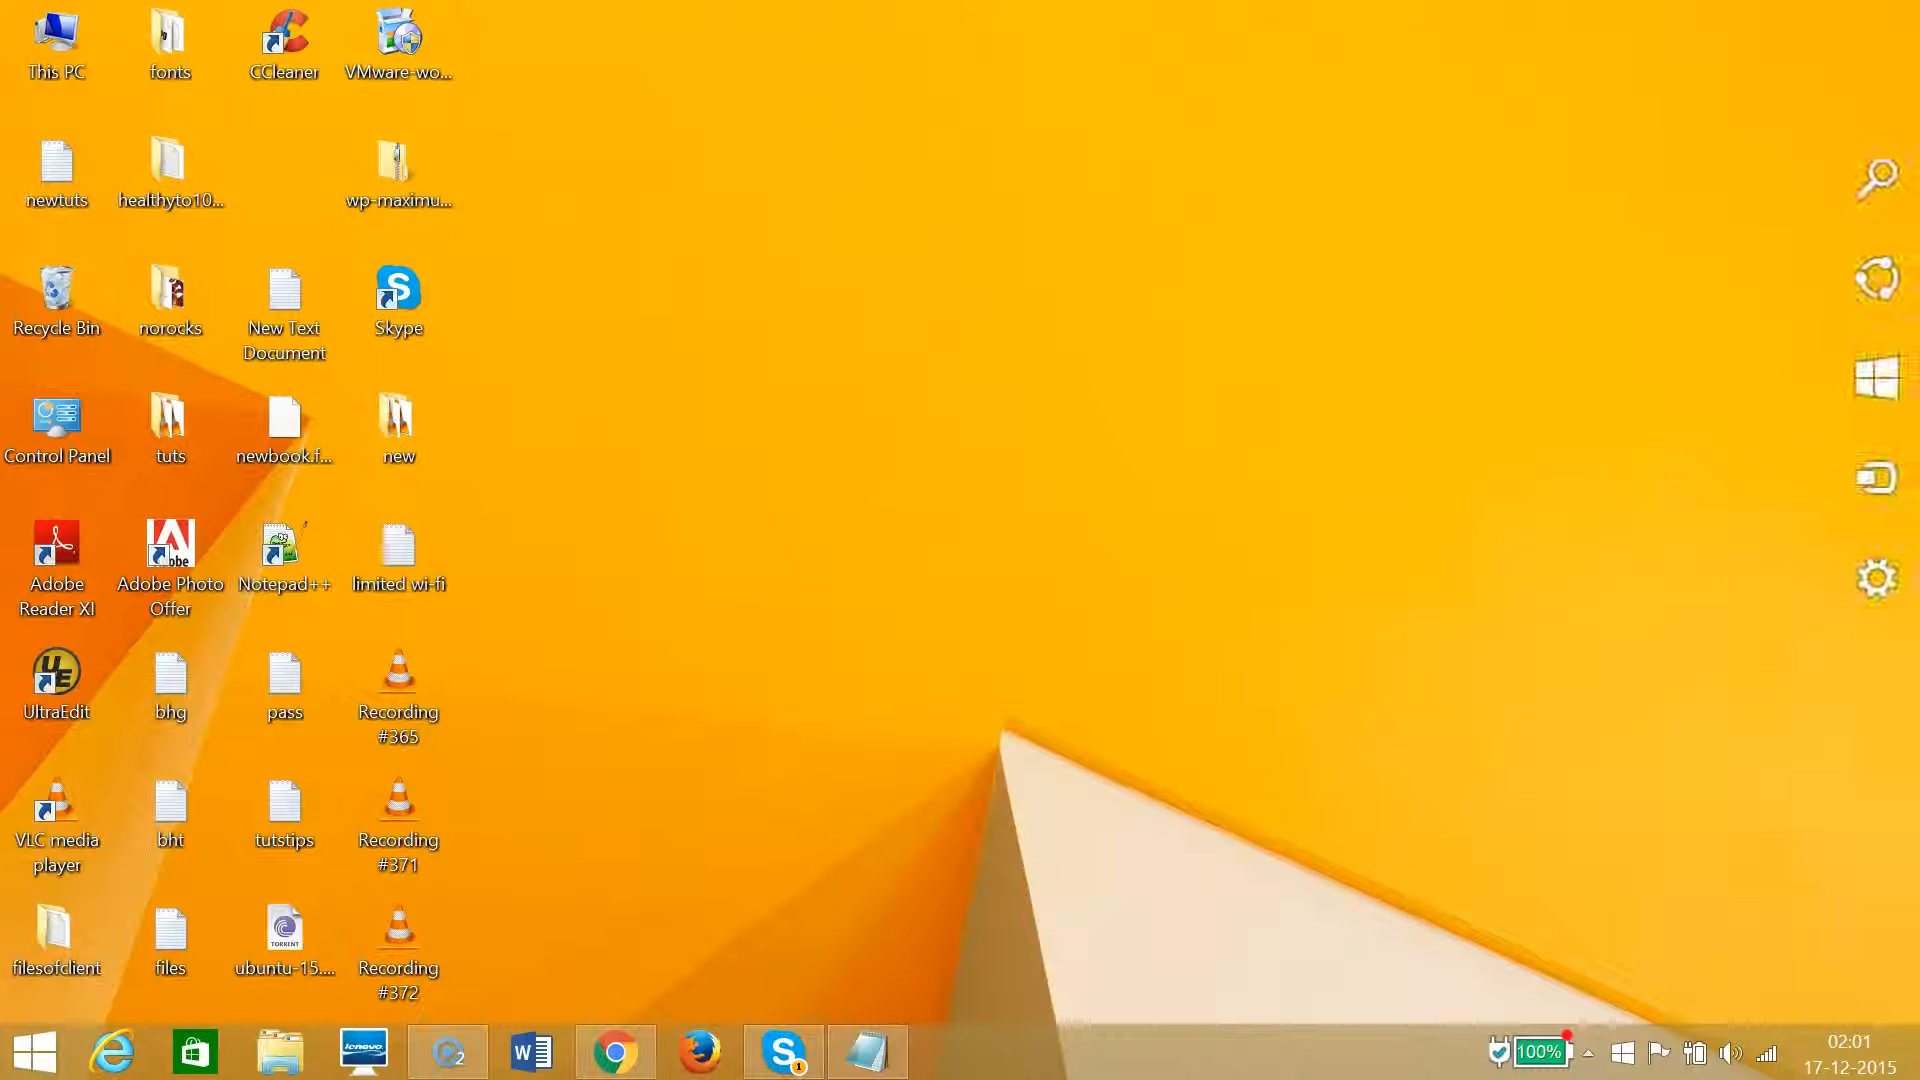 This PC
fonts
CCleaner
VMware-wo...
newtuts
healthyto10...
wp-maximu...
Recycle Bin
norocks
New Text
Document
Skype
Control Panel
tuts
newbook.f...
new
Adobe
Reader XI
Adobe Photo
Offer
Notepad++
limited wi-fi
UltraEdit
bhg
pass
Recording
#365
VLC media
player
bht
tutstips
Recording
#371
filesofclient
files
TORRENT
ubuntu-15....
Recording
#372
lenovo
100%
02:01
17-12-2015